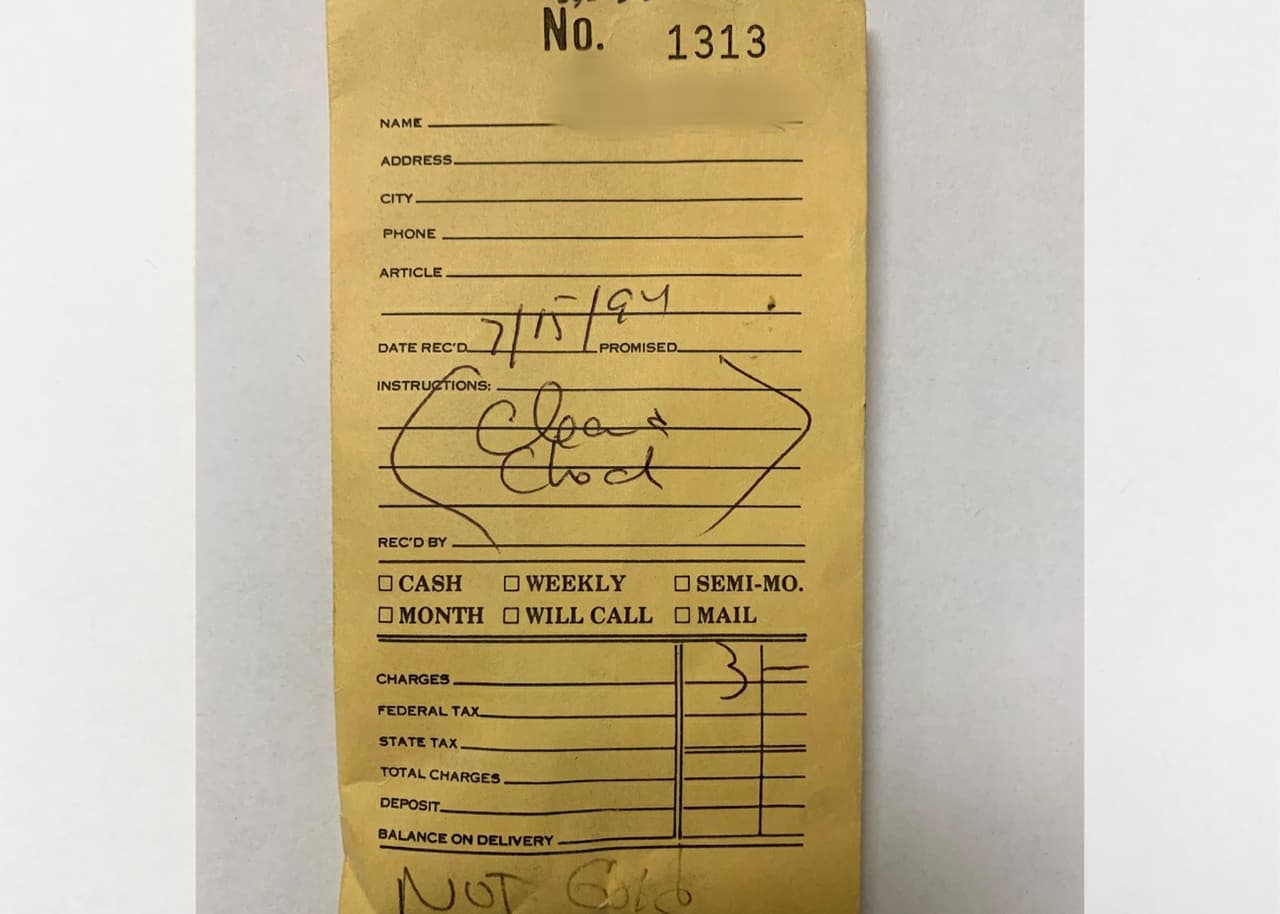 No. 1313
NAME
ADDRESS
CITY
PHONE
ARTICLE
DATE REC'D 7/15/94 PROMISED
INSTRUCTIONS:
Clean &
REC'D BY
☐ CASH ☐ WEEKLY ☐ SEMI-MO.
☐ MONTH ☐ WILL CALL ☐ MAIL
CHARGES 3 —
FEDERAL TAX
STATE TAX
TOTAL CHARGES
DEPOSIT
BALANCE ON DELIVERY
NOT Gold